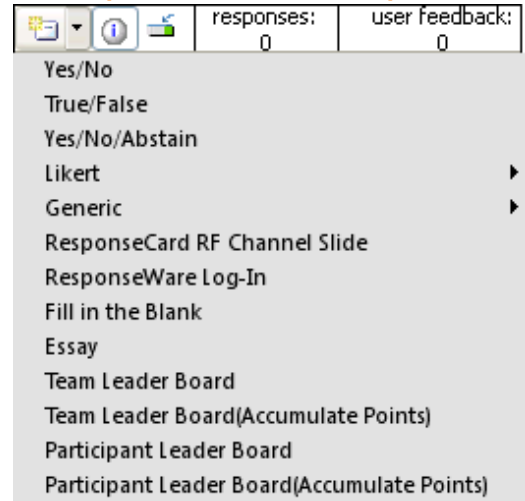 responses: user feedback:
0 0
Yes/No
True/False
Yes/No/Abstain
Likert
Generic
ResponseCard RF Channel Slide
ResponseWare Log-In
Fill in the Blank
Essay
Team Leader Board
Team Leader Board(Accumulate Points)
Participant Leader Board
Participant Leader Board(Accumulate Points)